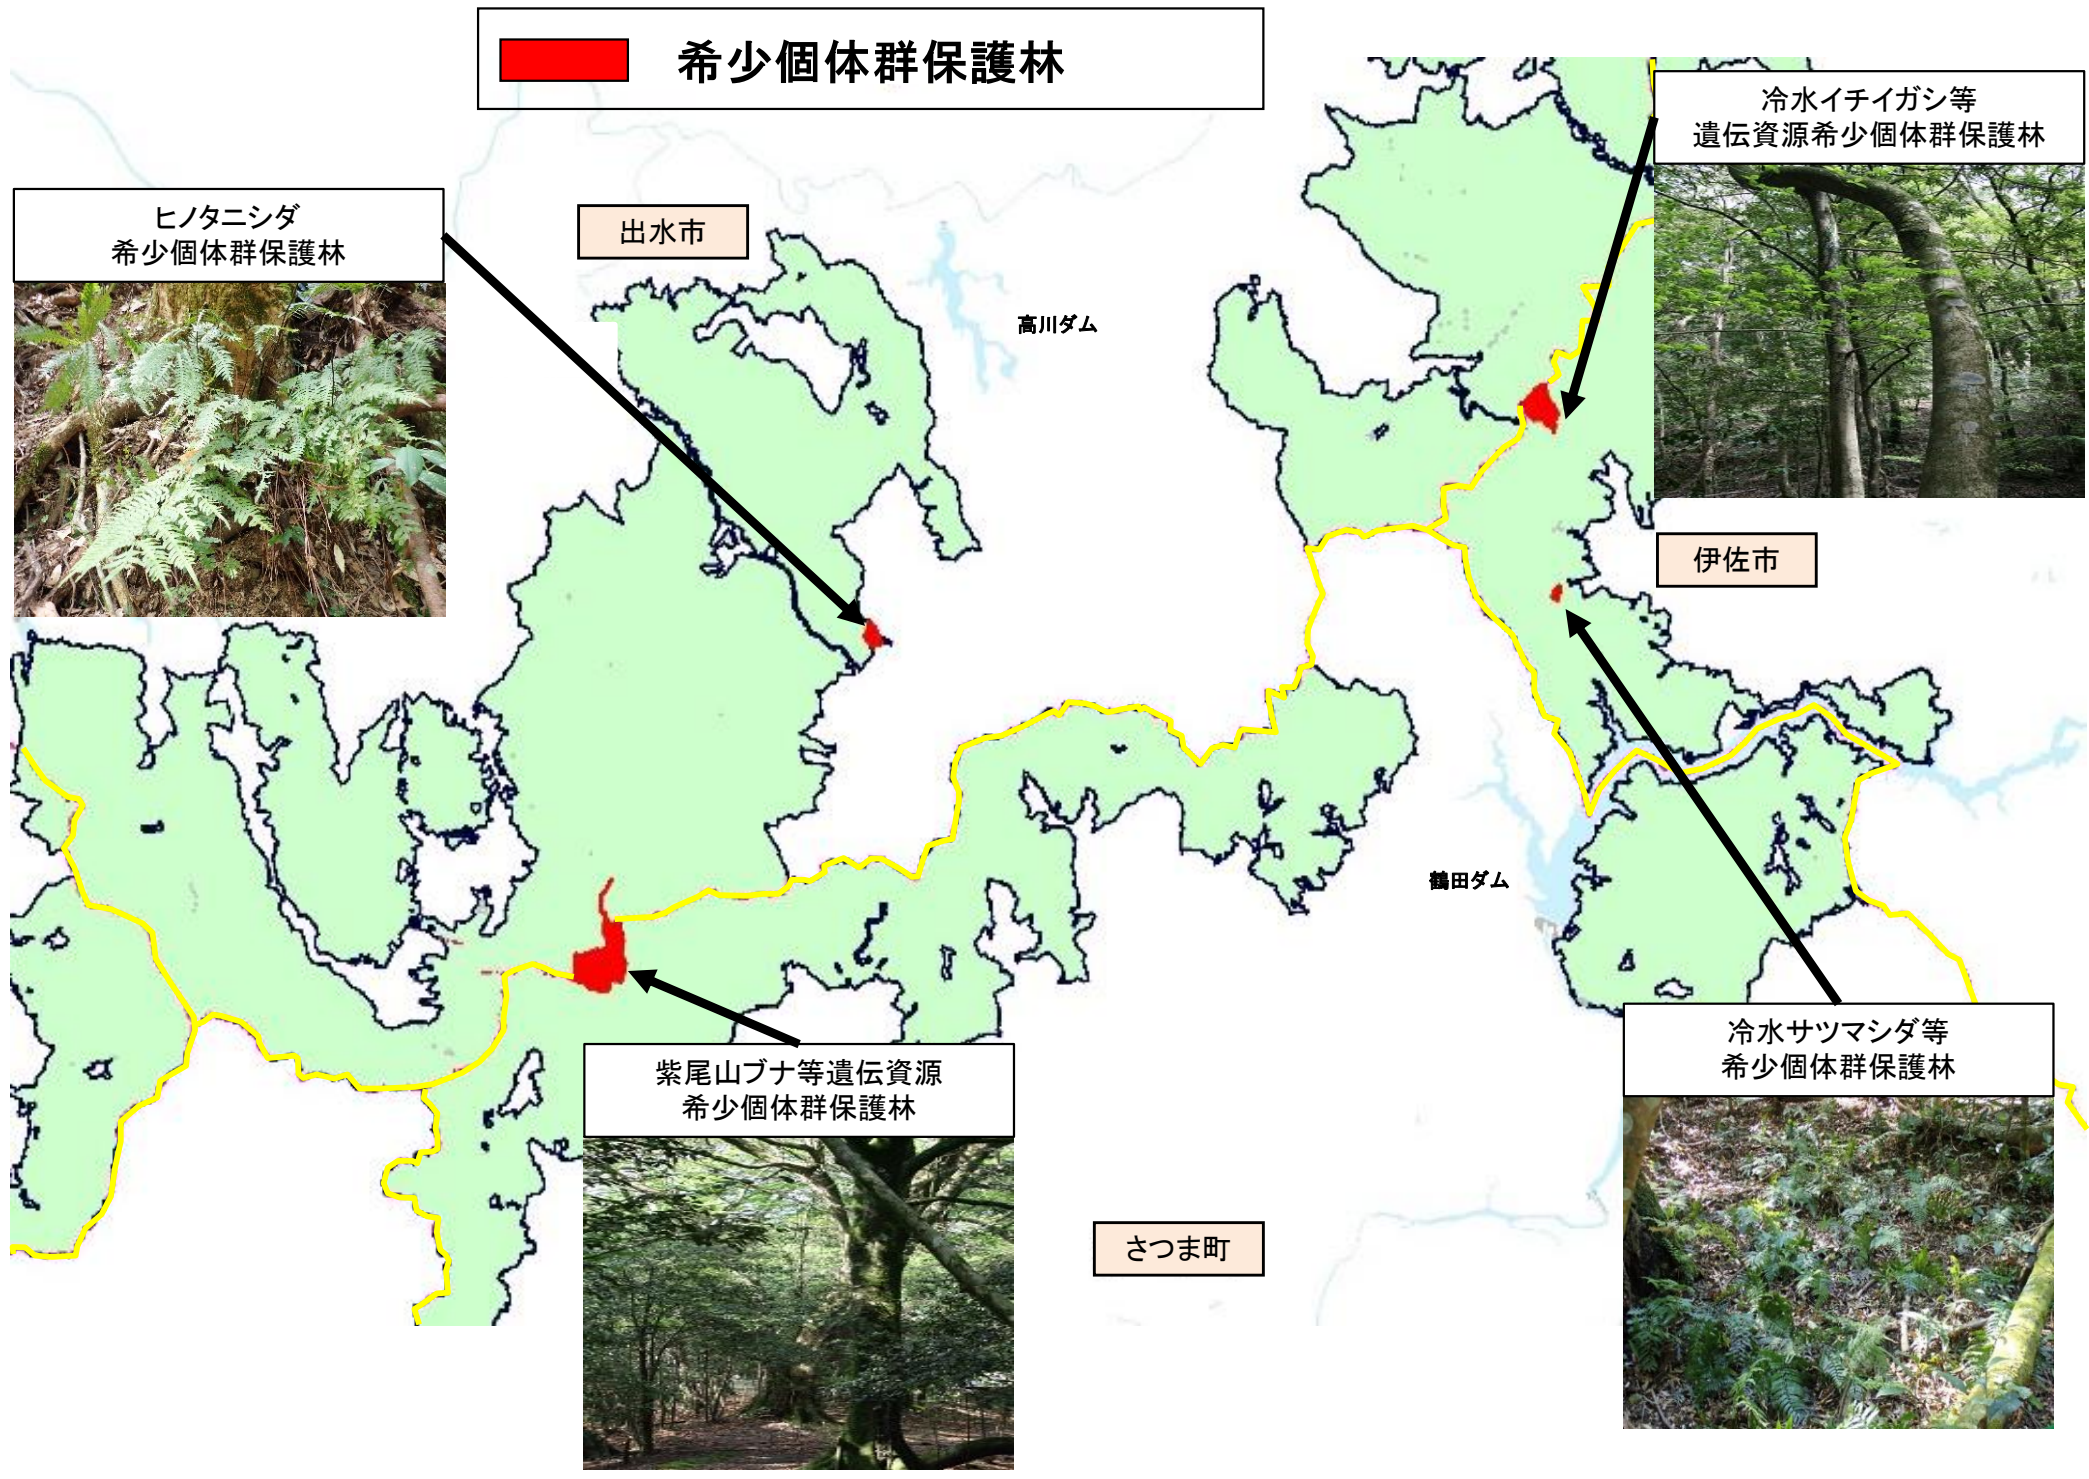 希少個体群保護林
冷水イチイガシ等
遺伝資源希少個体群保護林
ヒノタニシダ
希少個体群保護林
出水市
高川ダム
伊佐市
鶴田ダム
冷水サツマシダ等
希少個体群保護林
紫尾山ブナ等遺伝資源
希少個体群保護林
さつま町